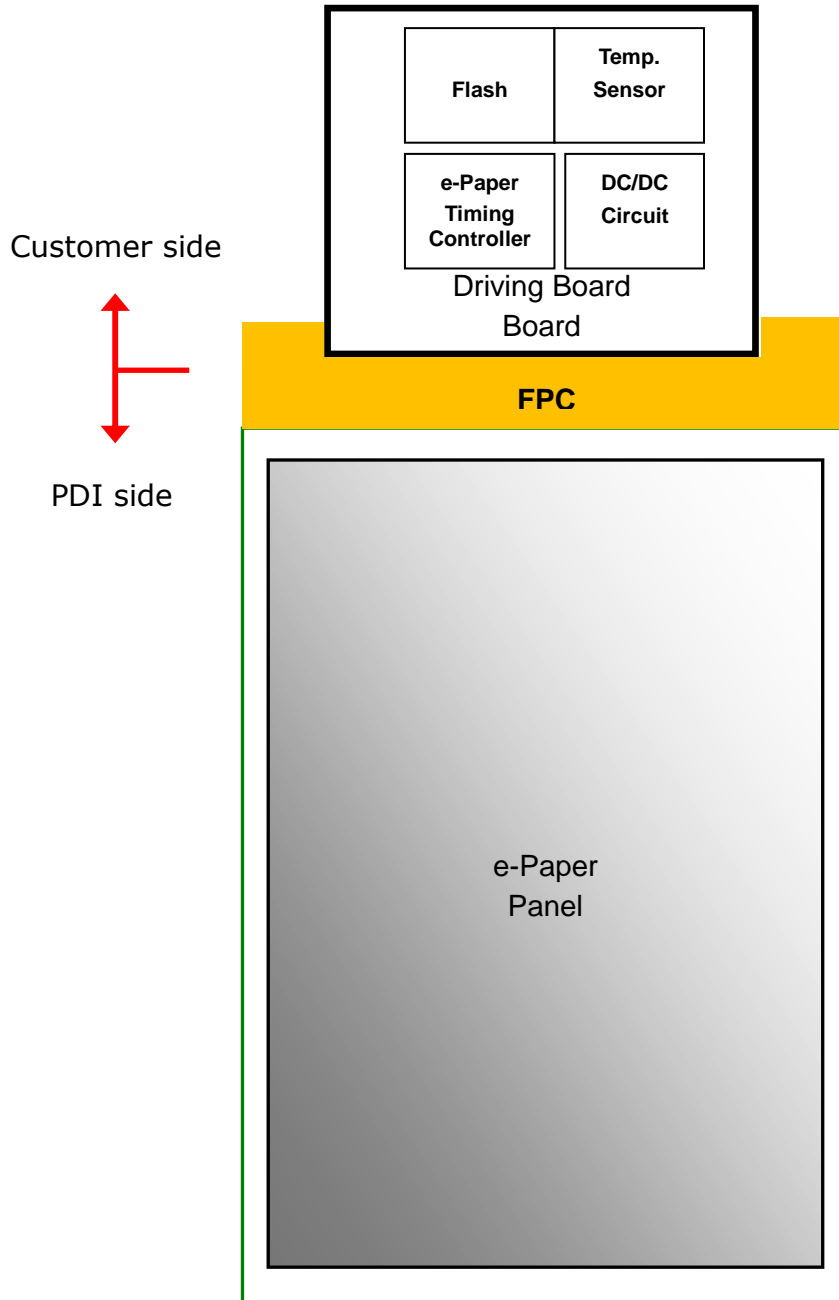 Flash
Temp.
Sensor
e-Paper
Timing
Controller
DC/DC
Circuit
Driving Board
Board
Customer side
FPC
PDI side
e-Paper
Panel